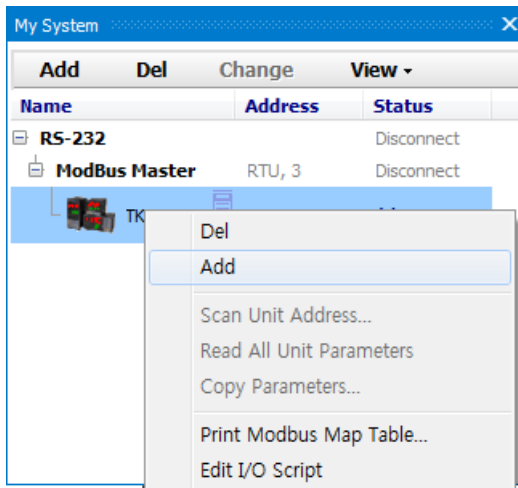 My System
Add Del Change View
Name Address Status
RS-232 Disconnect
ModBus Master RTU, 3 Disconnect
TK
Del
Add
Scan Unit Address...
Read All Unit Parameters
Copy Parameters...
Print Modbus Map Table...
Edit I/O Script